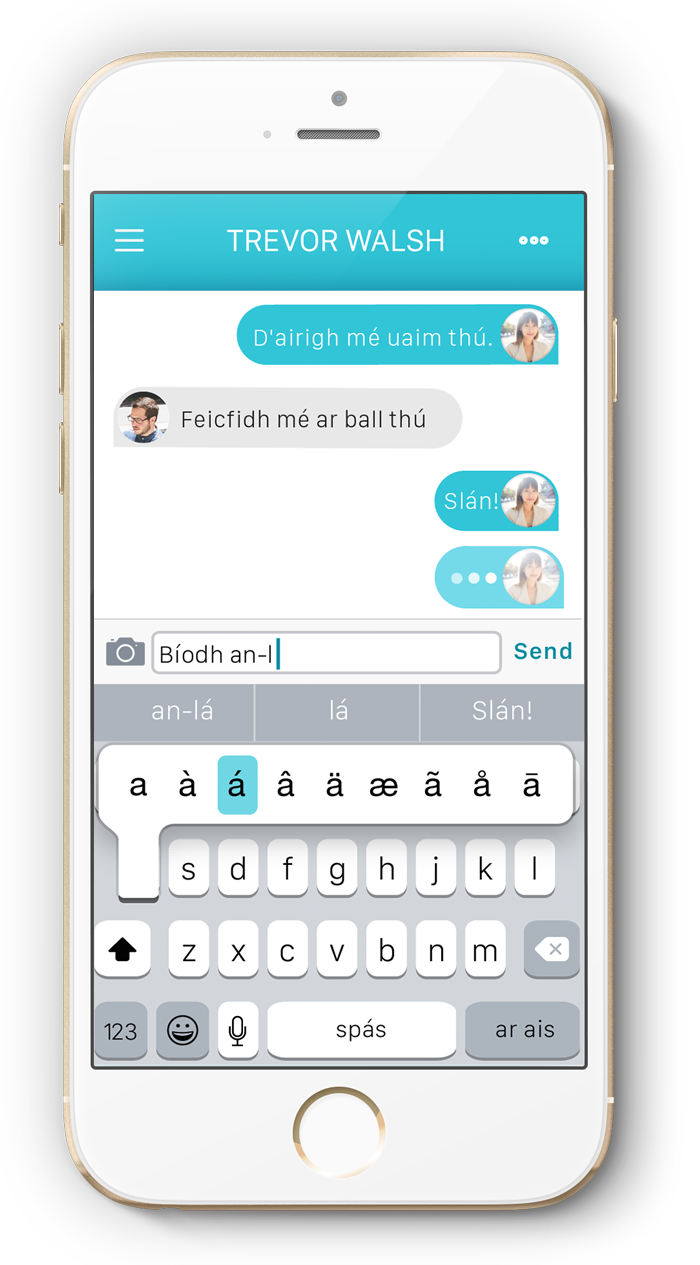 TREVOR WALSH
D'airigh mé uaim thú.
Feicfidh mé ar ball thú
Slán!
Bíodh an-l
Send
an-lá
lá
Slán!
a à á â ä æ ã å ā
s d f g h j k l
z x c v b n m
123
spás
ar ais